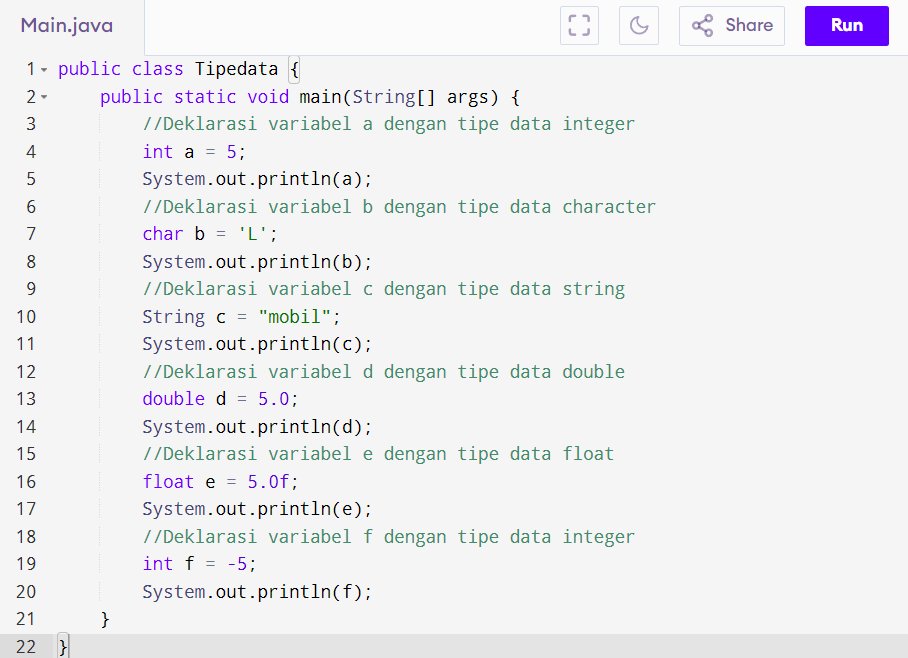 Main.java
Share
Run
1 public class Tipedata {
2     public static void main(String[] args) {
3         //Deklarasi variabel a dengan tipe data integer
4         int a = 5;
5         System.out.println(a);
6         //Deklarasi variabel b dengan tipe data character
7         char b = 'L';
8         System.out.println(b);
9         //Deklarasi variabel c dengan tipe data string
10         String c = "mobil";
11         System.out.println(c);
12         //Deklarasi variabel d dengan tipe data double
13         double d = 5.0;
14         System.out.println(d);
15         //Deklarasi variabel e dengan tipe data float
16         float e = 5.0f;
17         System.out.println(e);
18         //Deklarasi variabel f dengan tipe data integer
19         int f = -5;
20         System.out.println(f);
21     }
22 }